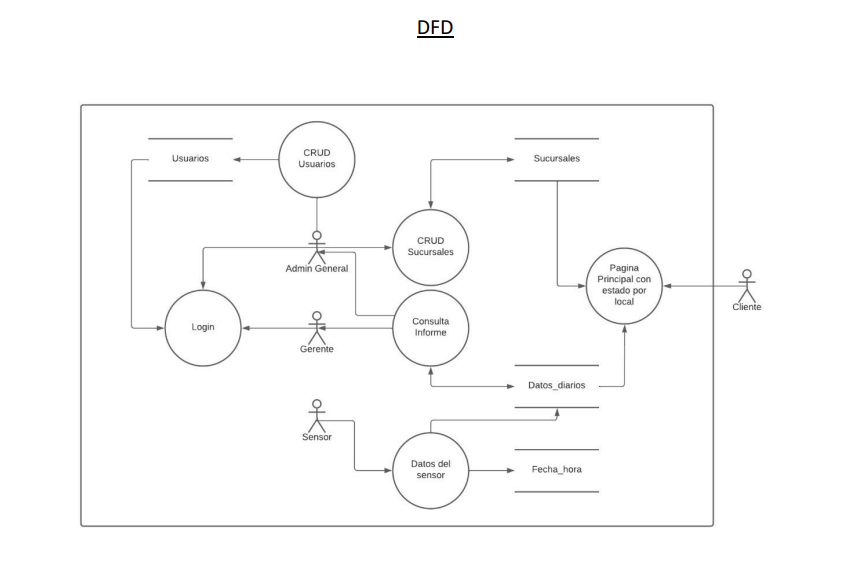 DFD
Usuarios
CRUD
Usuarios
Sucursales
CRUD
Sucursales
Admin General
Pagina
Principal con
estado por
local
Cliente
Login
Gerente
Consulta
Informe
Datos_diarios
Sensor
Datos del
sensor
Fecha_hora